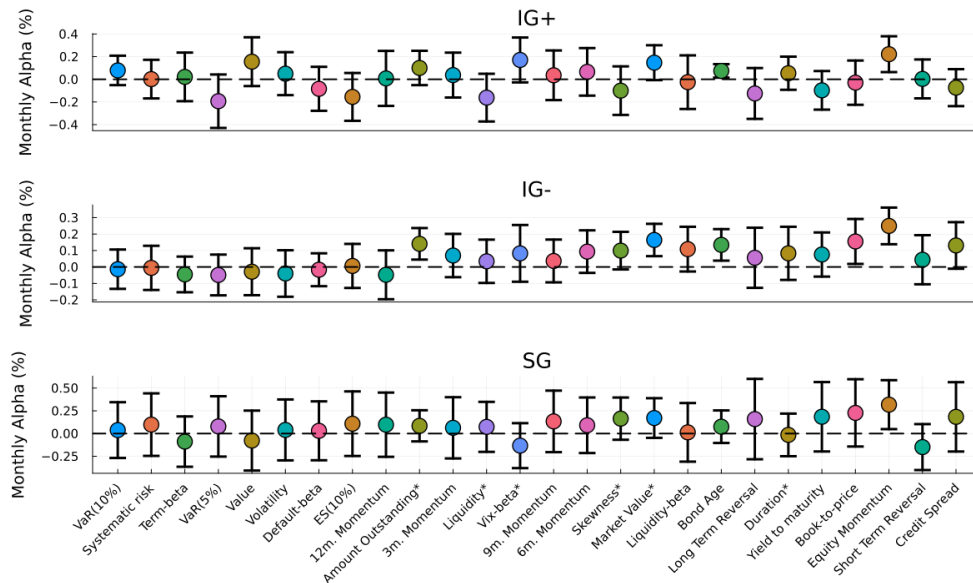 IG+
Monthly Alpha (%)
0.4
0.2
0.0
−0.2
−0.4
IG-
Monthly Alpha (%)
0.3
0.2
0.1
0.0
−0.1
−0.2
SG
Monthly Alpha (%)
0.50
0.25
0.00
−0.25
VaR(10%)
Systematic risk
Term-beta
VaR(5%)
Value
Volatility
Default-beta
ES(10%)
12m. Momentum
Amount Outstanding*
3m. Momentum
Liquidity*
Vix-beta*
9m. Momentum
6m. Momentum
Skewness*
Market Value*
Liquidity-beta
Bond Age
Long Term Reversal
Duration*
Yield to maturity
Book-to-price
Equity Momentum
Short Term Reversal
Credit Spread